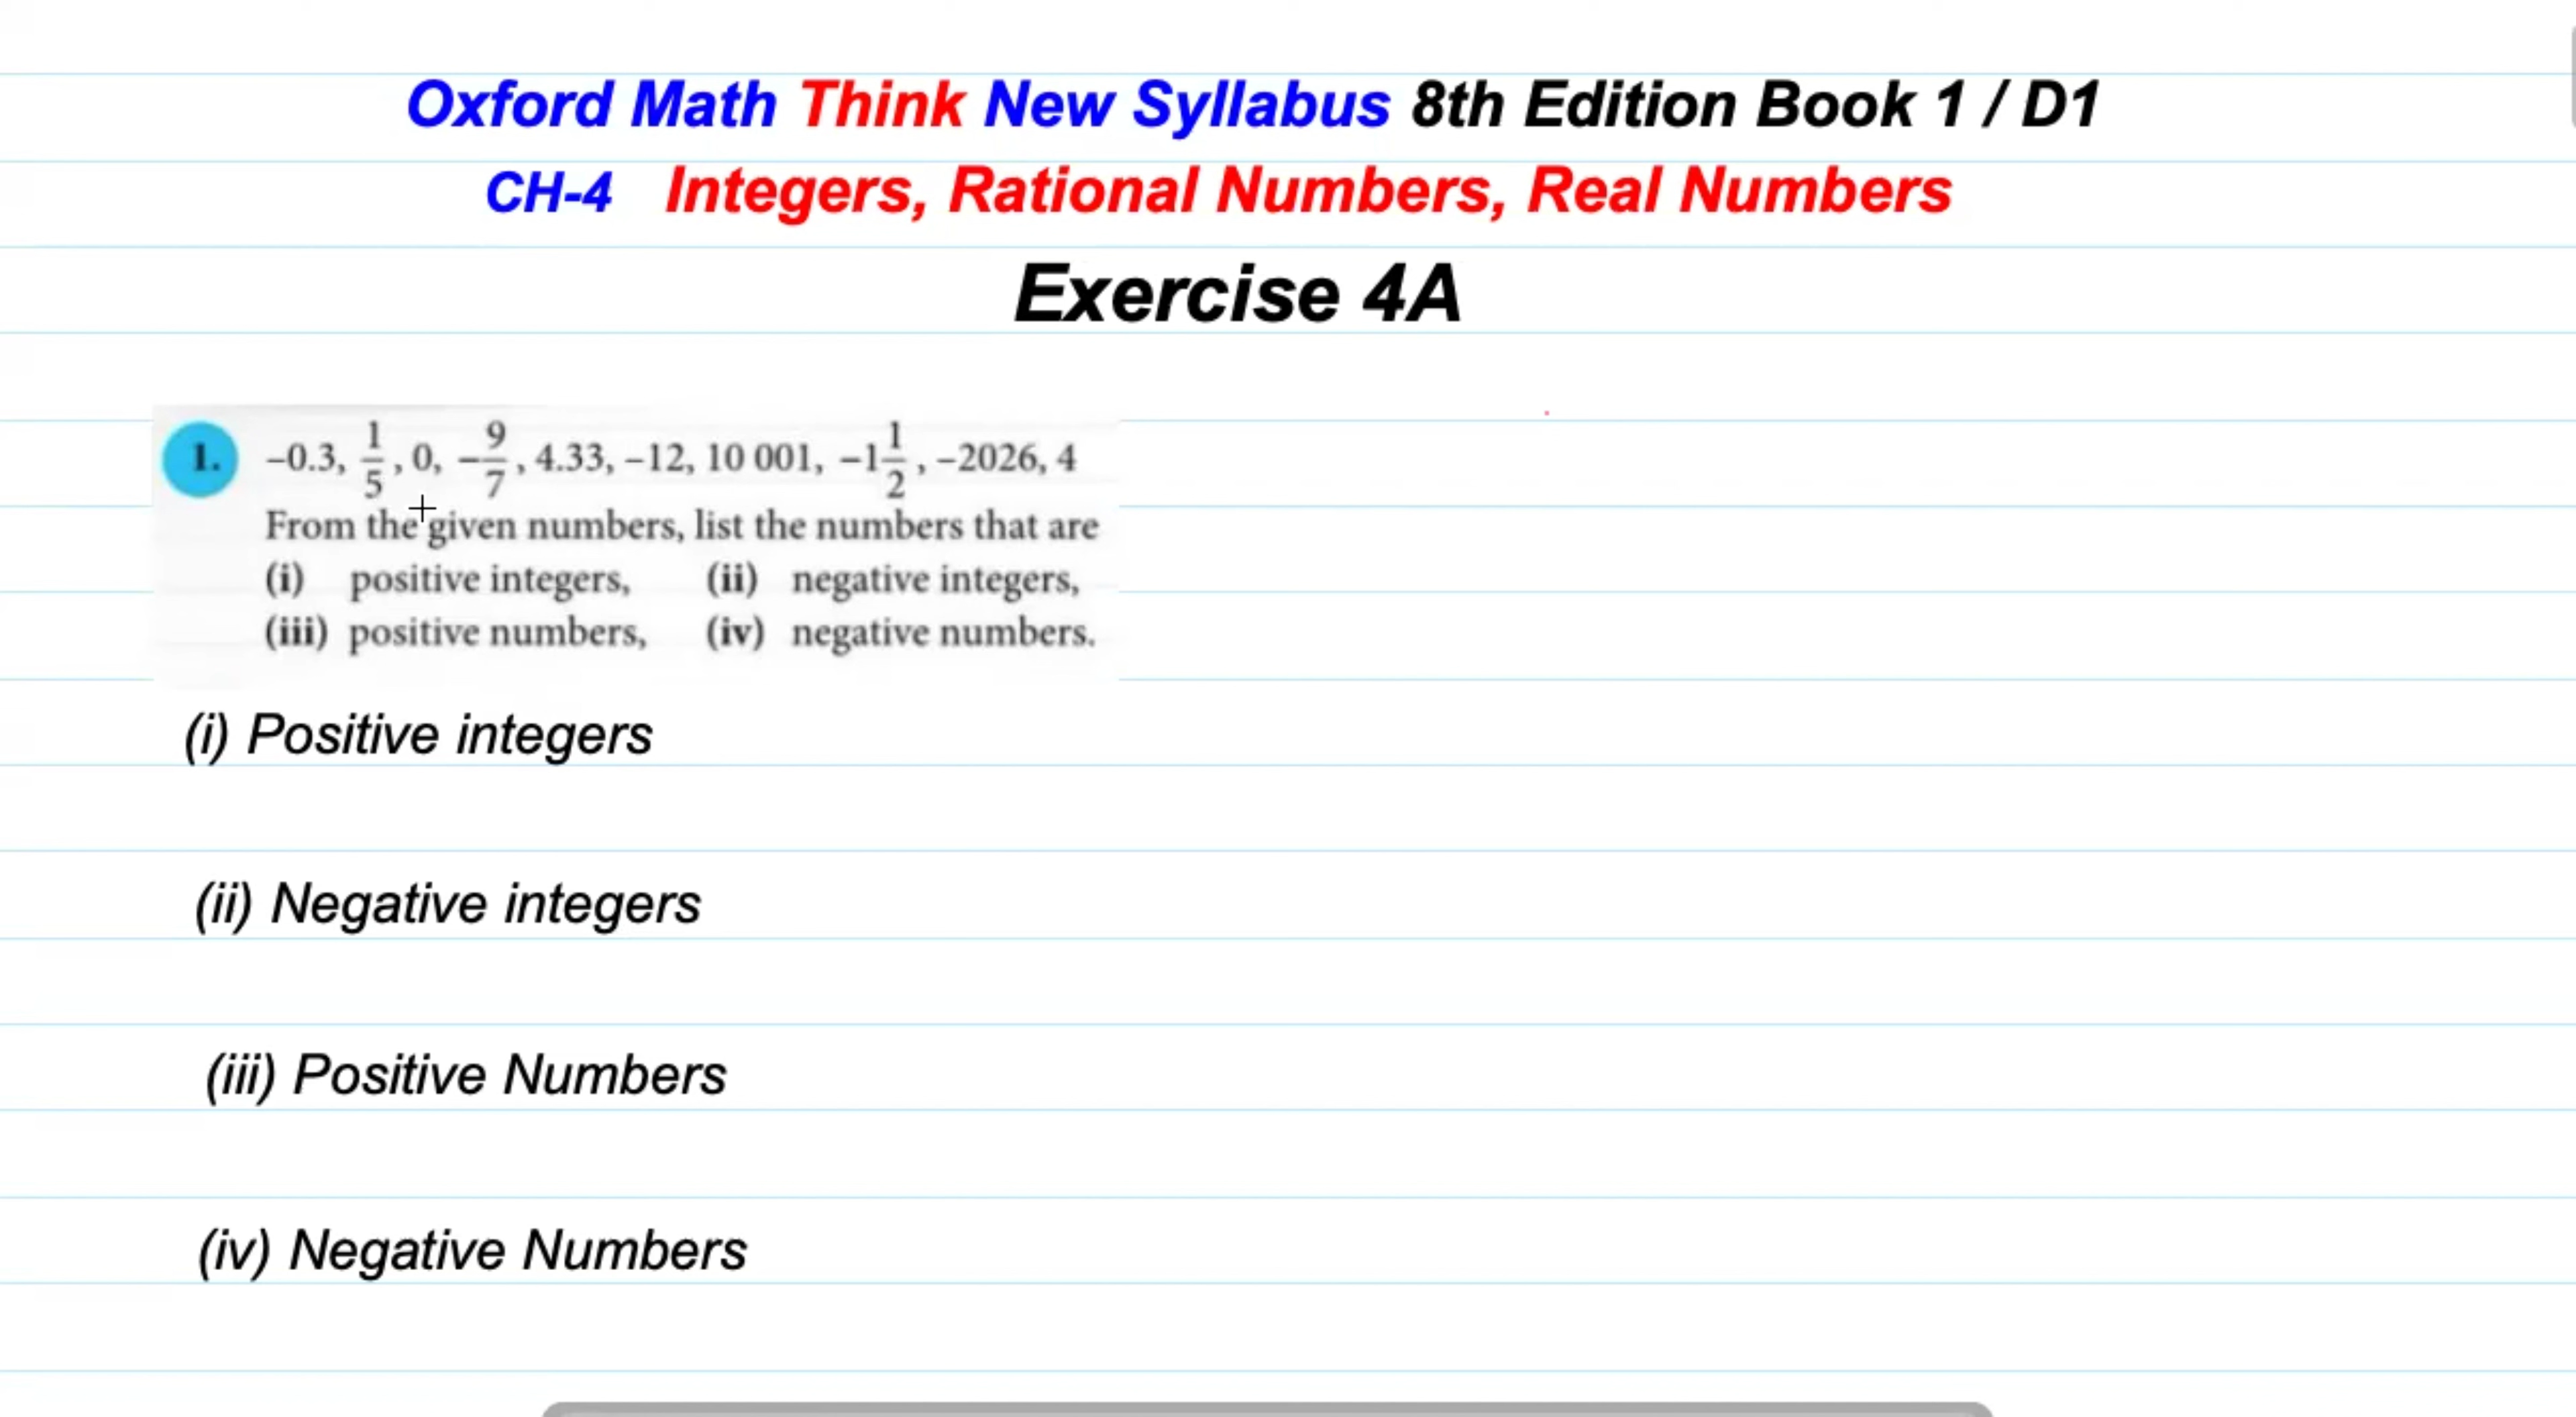 Oxford Math Think New Syllabus 8th Edition Book 1 / D1
CH-4 Integers, Rational Numbers, Real Numbers
Exercise 4A
1. −0.3, 1/5, 0, −9/7, 4.33, −12, 10 001, −1 1/2, −2026, 4
From the given numbers, list the numbers that are
(i) positive integers, (ii) negative integers,
(iii) positive numbers, (iv) negative numbers.
(i) Positive integers
(ii) Negative integers
(iii) Positive Numbers
(iv) Negative Numbers